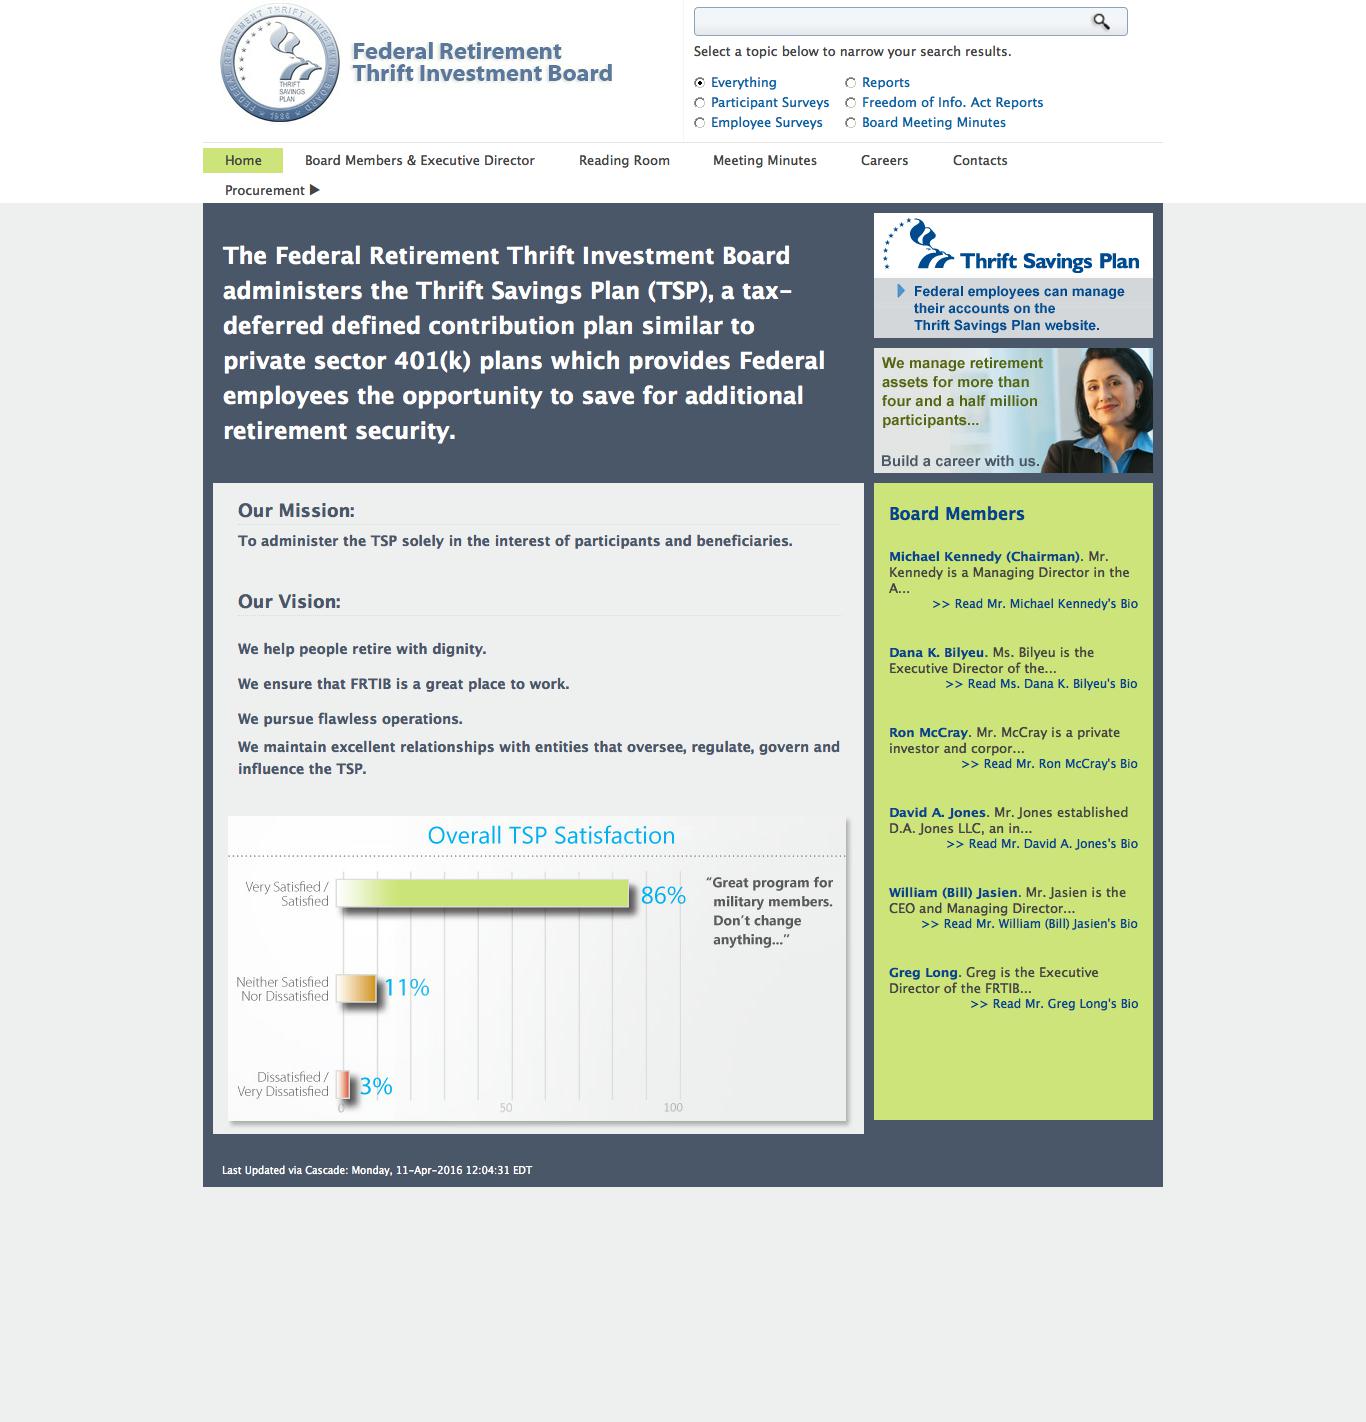 FEDERAL RETIREMENT THRIFT INVESTMENT BOARD
THRIFT
SAVINGS
PLAN
1986
Federal Retirement
Thrift Investment Board
Select a topic below to narrow your search results.
Everything
Reports
Participant Surveys
Freedom of Info. Act Reports
Employee Surveys
Board Meeting Minutes
Home
Board Members & Executive Director
Reading Room
Meeting Minutes
Careers
Contacts
Procurement
The Federal Retirement Thrift Investment Board
administers the Thrift Savings Plan (TSP), a tax-
deferred defined contribution plan similar to
private sector 401(k) plans which provides Federal
employees the opportunity to save for additional
retirement security.
Thrift Savings Plan
Federal employees can manage
their accounts on the
Thrift Savings Plan website.
We manage retirement
assets for more than
four and a half million
participants...
Build a career with us.
Our Mission:
To administer the TSP solely in the interest of participants and beneficiaries.
Our Vision:
We help people retire with dignity.
We ensure that FRTIB is a great place to work.
We pursue flawless operations.
We maintain excellent relationships with entities that oversee, regulate, govern and
influence the TSP.
Overall TSP Satisfaction
Very Satisfied /
Satisfied
86%
"Great program for
military members.
Don't change
anything..."
Neither Satisfied
Nor Dissatisfied
11%
Dissatisfied /
Very Dissatisfied
3%
0
50
100
Board Members
Michael Kennedy (Chairman). Mr.
Kennedy is a Managing Director in the
A...
>> Read Mr. Michael Kennedy's Bio
Dana K. Bilyeu. Ms. Bilyeu is the
Executive Director of the...
>> Read Ms. Dana K. Bilyeu's Bio
Ron McCray. Mr. McCray is a private
investor and corpor...
>> Read Mr. Ron McCray's Bio
David A. Jones. Mr. Jones established
D.A. Jones LLC, an in...
>> Read Mr. David A. Jones's Bio
William (Bill) Jasien. Mr. Jasien is the
CEO and Managing Director...
>> Read Mr. William (Bill) Jasien's Bio
Greg Long. Greg is the Executive
Director of the FRTIB...
>> Read Mr. Greg Long's Bio
Last Updated via Cascade: Monday, 11-Apr-2016 12:04:31 EDT